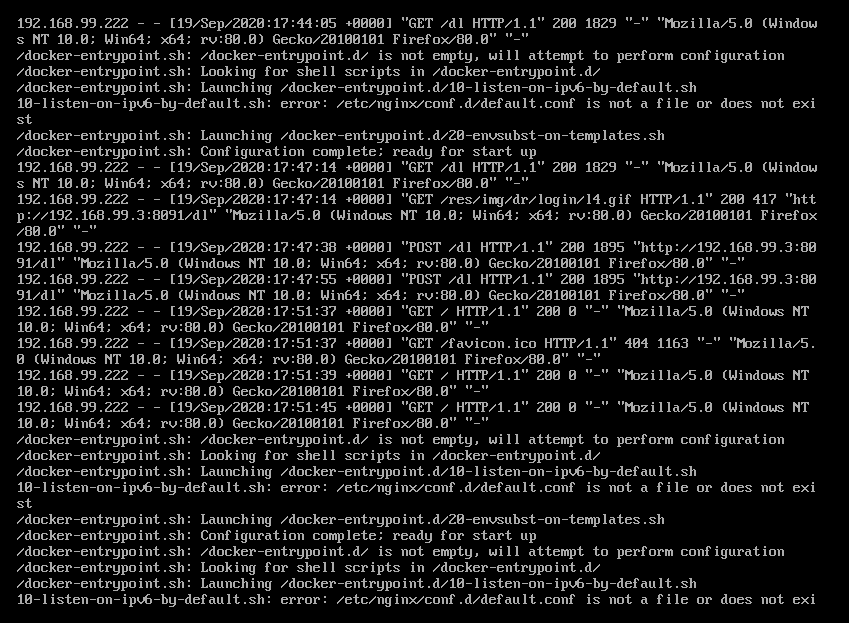 192.168.99.222 - - [19/Sep/2020:17:44:05 +0000] "GET /dl HTTP/1.1" 200 1829 "-" "Mozilla/5.0 (Window
s NT 10.0; Win64; x64; rv:80.0) Gecko/20100101 Firefox/80.0" "-"
/docker-entrypoint.sh: /docker-entrypoint.d/ is not empty, will attempt to perform configuration
/docker-entrypoint.sh: Looking for shell scripts in /docker-entrypoint.d/
/docker-entrypoint.sh: Launching /docker-entrypoint.d/10-listen-on-ipv6-by-default.sh
10-listen-on-ipv6-by-default.sh: error: /etc/nginx/conf.d/default.conf is not a file or does not exi
st
/docker-entrypoint.sh: Launching /docker-entrypoint.d/20-envsubst-on-templates.sh
/docker-entrypoint.sh: Configuration complete; ready for start up
192.168.99.222 - - [19/Sep/2020:17:47:14 +0000] "GET /dl HTTP/1.1" 200 1829 "-" "Mozilla/5.0 (Window
s NT 10.0; Win64; x64; rv:80.0) Gecko/20100101 Firefox/80.0" "-"
192.168.99.222 - - [19/Sep/2020:17:47:14 +0000] "GET /res/img/dr/login/l4.gif HTTP/1.1" 200 417 "htt
p://192.168.99.3:8091/dl" "Mozilla/5.0 (Windows NT 10.0; Win64; x64; rv:80.0) Gecko/20100101 Firefox
/80.0" "-"
192.168.99.222 - - [19/Sep/2020:17:47:38 +0000] "POST /dl HTTP/1.1" 200 1895 "http://192.168.99.3:80
91/dl" "Mozilla/5.0 (Windows NT 10.0; Win64; x64; rv:80.0) Gecko/20100101 Firefox/80.0" "-"
192.168.99.222 - - [19/Sep/2020:17:47:55 +0000] "POST /dl HTTP/1.1" 200 1895 "http://192.168.99.3:80
91/dl" "Mozilla/5.0 (Windows NT 10.0; Win64; x64; rv:80.0) Gecko/20100101 Firefox/80.0" "-"
192.168.99.222 - - [19/Sep/2020:17:51:37 +0000] "GET / HTTP/1.1" 200 0 "-" "Mozilla/5.0 (Windows NT
10.0; Win64; x64; rv:80.0) Gecko/20100101 Firefox/80.0" "-"
192.168.99.222 - - [19/Sep/2020:17:51:37 +0000] "GET /favicon.ico HTTP/1.1" 404 1163 "-" "Mozilla/5.
0 (Windows NT 10.0; Win64; x64; rv:80.0) Gecko/20100101 Firefox/80.0" "-"
192.168.99.222 - - [19/Sep/2020:17:51:39 +0000] "GET / HTTP/1.1" 200 0 "-" "Mozilla/5.0 (Windows NT
10.0; Win64; x64; rv:80.0) Gecko/20100101 Firefox/80.0" "-"
192.168.99.222 - - [19/Sep/2020:17:51:45 +0000] "GET / HTTP/1.1" 200 0 "-" "Mozilla/5.0 (Windows NT
10.0; Win64; x64; rv:80.0) Gecko/20100101 Firefox/80.0" "-"
/docker-entrypoint.sh: /docker-entrypoint.d/ is not empty, will attempt to perform configuration
/docker-entrypoint.sh: Looking for shell scripts in /docker-entrypoint.d/
/docker-entrypoint.sh: Launching /docker-entrypoint.d/10-listen-on-ipv6-by-default.sh
10-listen-on-ipv6-by-default.sh: error: /etc/nginx/conf.d/default.conf is not a file or does not exi
st
/docker-entrypoint.sh: Launching /docker-entrypoint.d/20-envsubst-on-templates.sh
/docker-entrypoint.sh: Configuration complete; ready for start up
/docker-entrypoint.sh: /docker-entrypoint.d/ is not empty, will attempt to perform configuration
/docker-entrypoint.sh: Looking for shell scripts in /docker-entrypoint.d/
/docker-entrypoint.sh: Launching /docker-entrypoint.d/10-listen-on-ipv6-by-default.sh
10-listen-on-ipv6-by-default.sh: error: /etc/nginx/conf.d/default.conf is not a file or does not exi